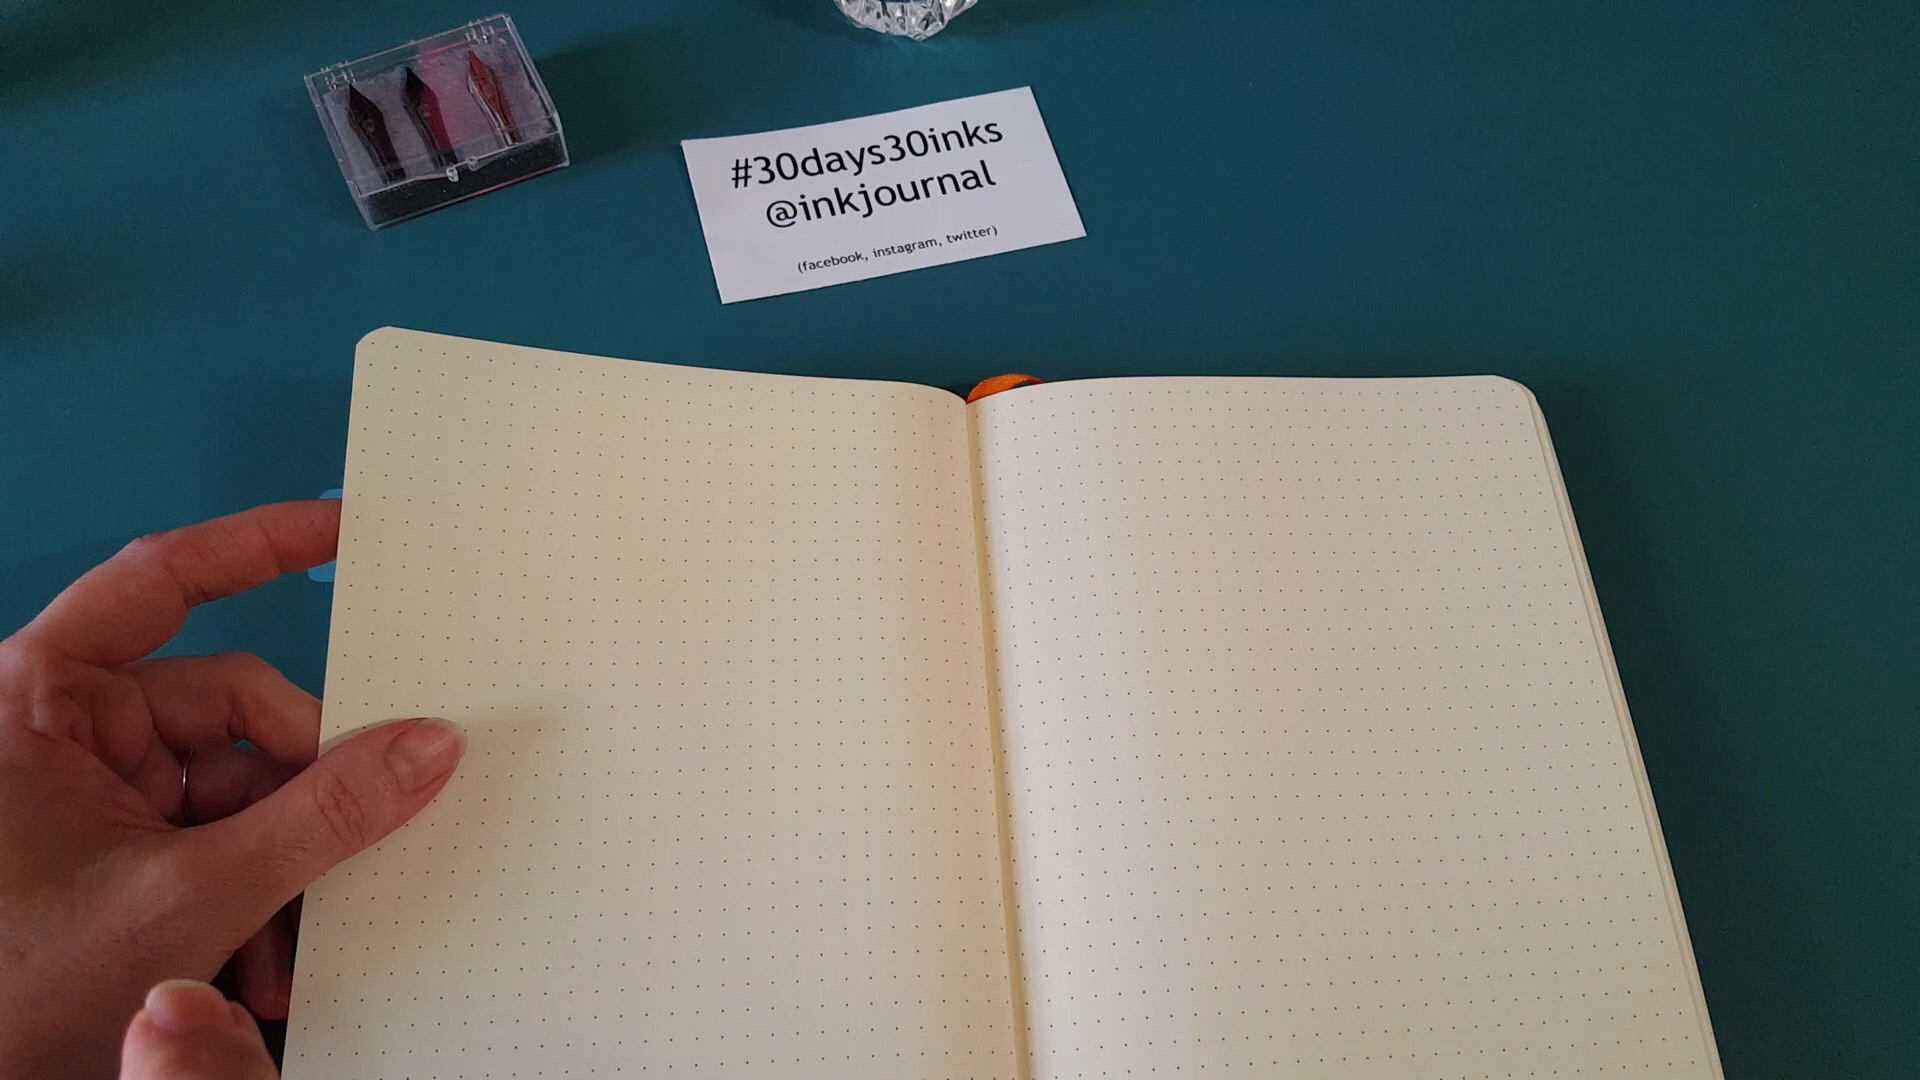 #30days30inks
@inkjournal
(facebook, instagram, twitter)